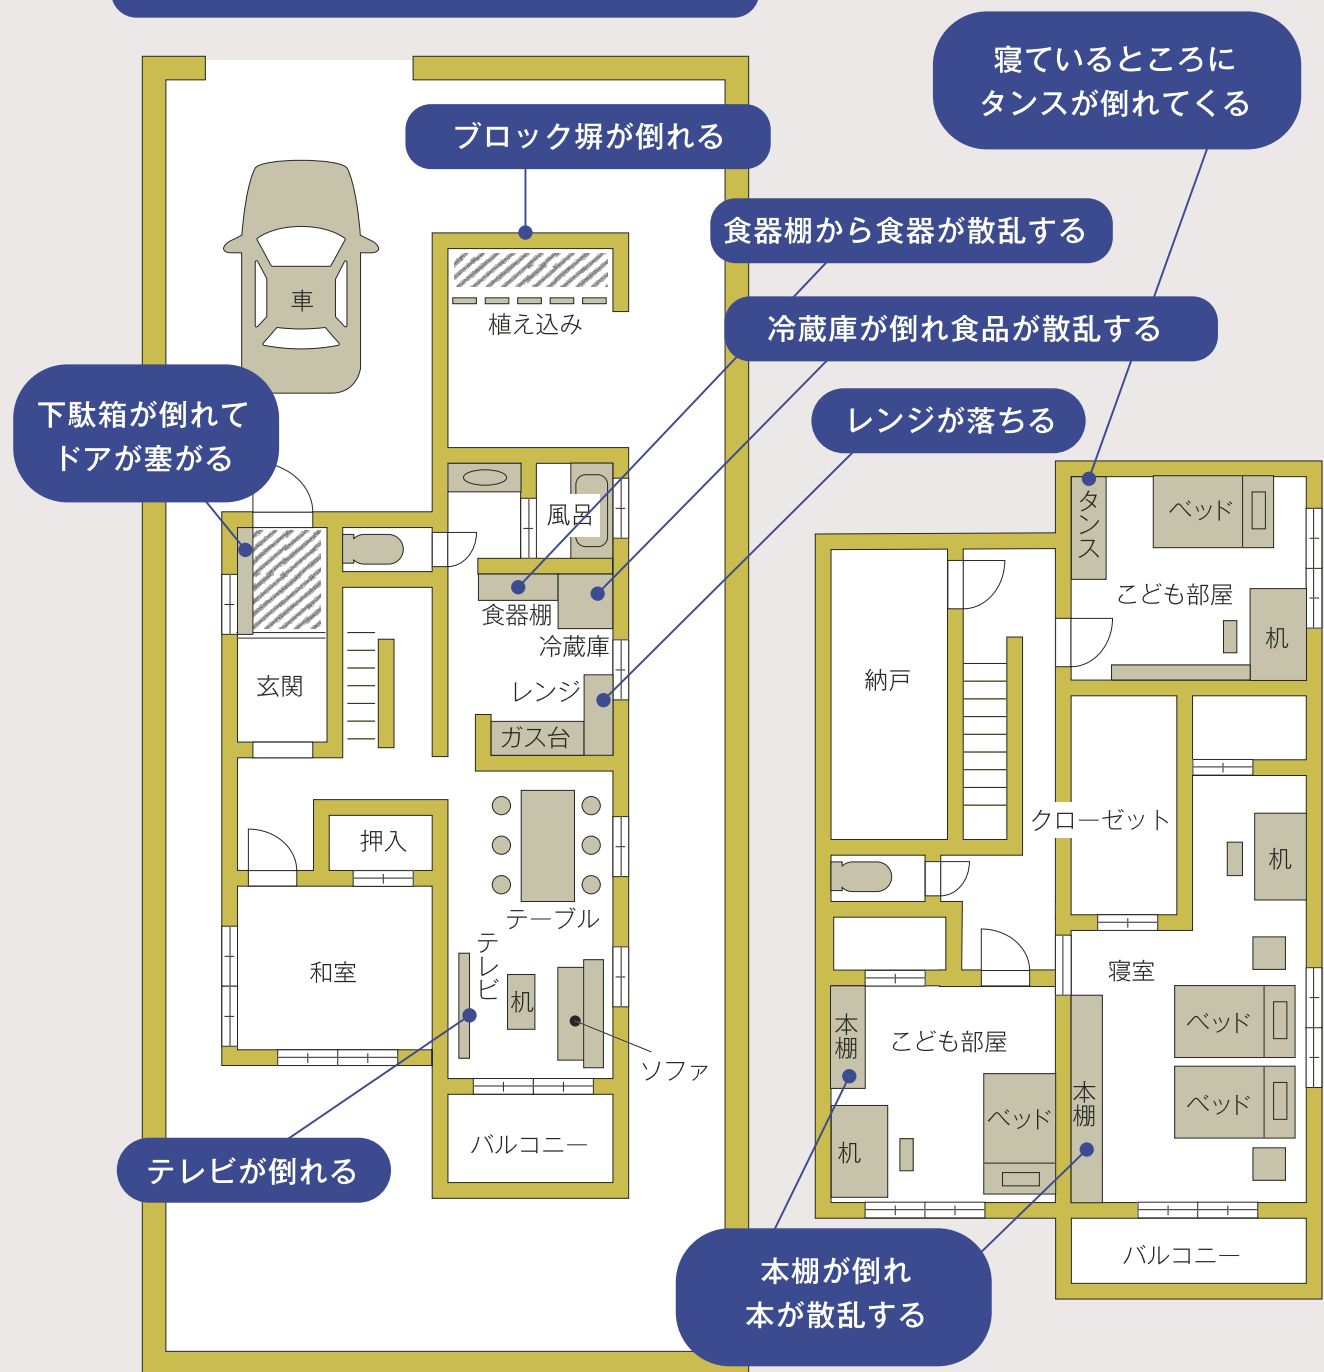 寝ているところに
タンスが倒れてくる
ブロック塀が倒れる
食器棚から食器が散乱する
冷蔵庫が倒れ食品が散乱する
下駄箱が倒れて
ドアが塞がる
レンジが落ちる
車
植え込み
風呂
食器棚
冷蔵庫
レンジ
ガス台
玄関
押入
テーブル
和室
テレビ
机
ソファ
バルコニー
テレビが倒れる
タンス
ベッド
こども部屋
机
納戸
クローゼット
机
寝室
本棚
こども部屋
ベッド
ベッド
本棚
ベッド
机
バルコニー
本棚が倒れ
本が散乱する